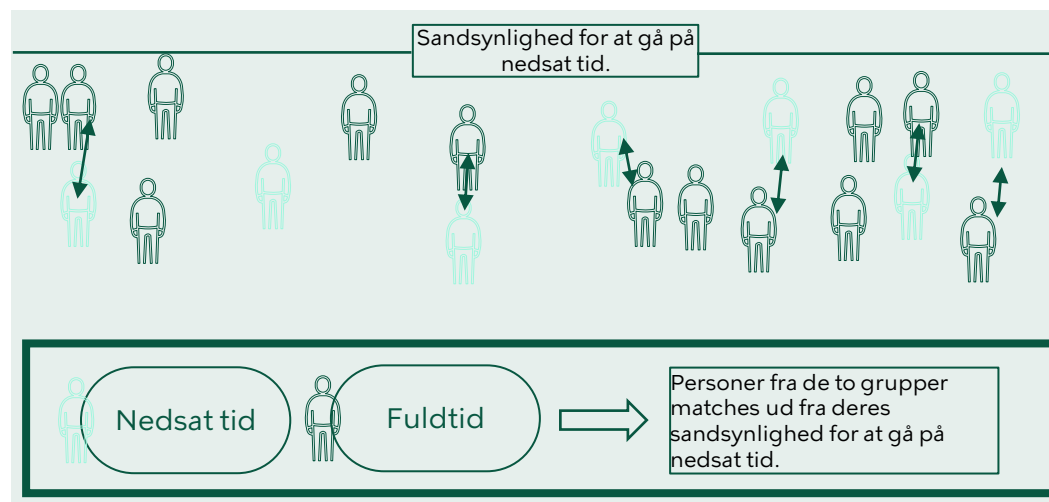 Sandsynlighed for at gå på
nedsat tid.
Nedsat tid
Fuldtid
Personer fra de to grupper
matches ud fra deres
sandsynlighed for at gå på
nedsat tid.